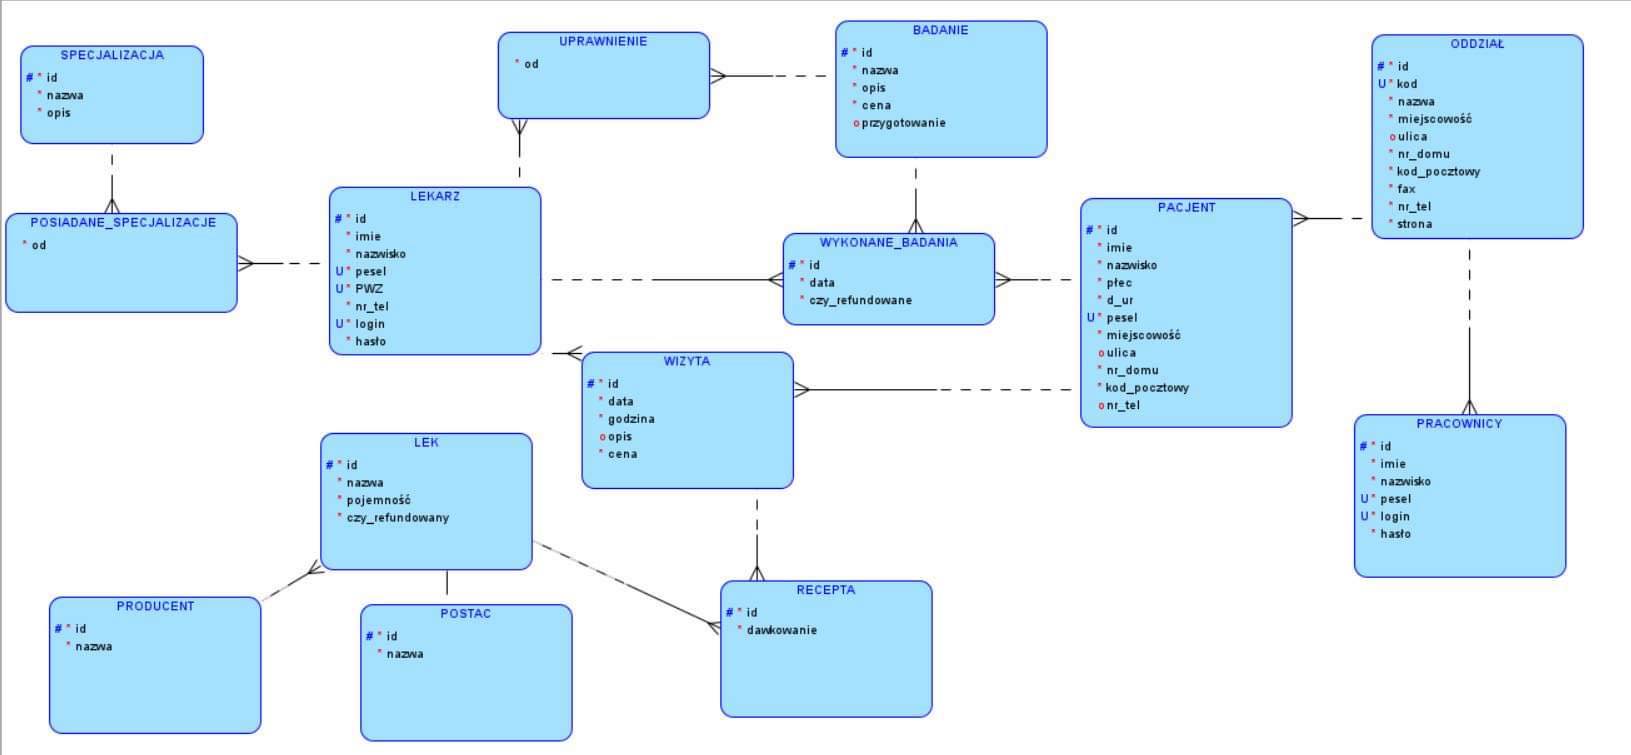 SPECJALIZACJA
# * id
* nazwa
* opis
UPRAWNIENIE
* od
BADANIE
# * id
* nazwa
* opis
* cena
o przygotowanie
ODDZIAŁ
# * id
U * kod
* nazwa
* miejscowość
o ulica
* nr_domu
* kod_pocztowy
* fax
* nr_tel
* strona
POSIADANE_SPECJALIZACJE
* od
LEKARZ
# * id
* imie
* nazwisko
U * pesel
U * PWZ
* nr_tel
U * login
* hasło
WYKONANE_BADANIA
# * id
* data
* czy_refundowane
PACJENT
# * id
* imie
* nazwisko
* płec
* d_ur
U * pesel
* miejscowość
o ulica
* nr_domu
* kod_pocztowy
o nr_tel
WIZYTA
# * id
* data
* godzina
o opis
* cena
PRACOWNICY
# * id
* imie
* nazwisko
U * pesel
U * login
* hasło
LEK
# * id
* nazwa
* pojemność
* czy_refundowany
PRODUCENT
# * id
* nazwa
POSTAC
# * id
* nazwa
RECEPTA
# * id
* dawkowanie